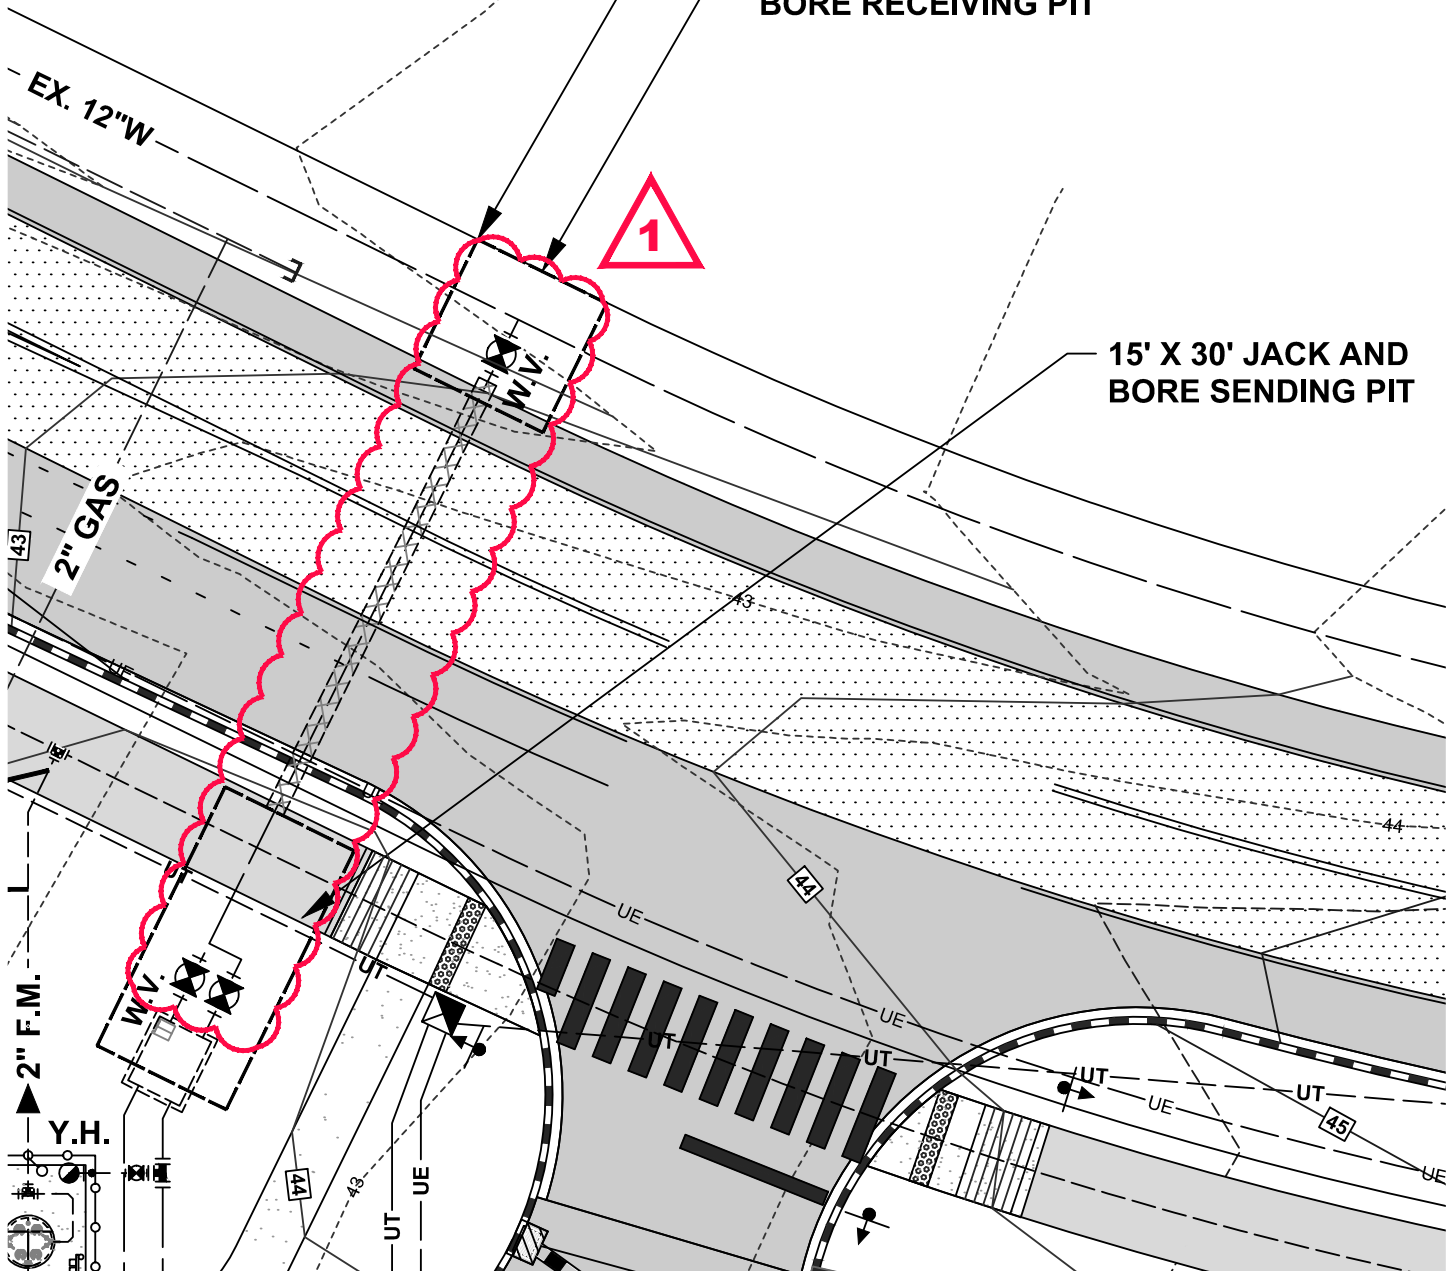 BORE RECEIVING PIT
EX. 12"W
1
15' X 30' JACK AND
BORE SENDING PIT
W.V.
2" GAS
43
43
UE
44
44
UE
UT
W.V.
2" F.M.
UE
UT
UT
UT
UT
UE
45
UE
Y.H.
44
43
UT
UE